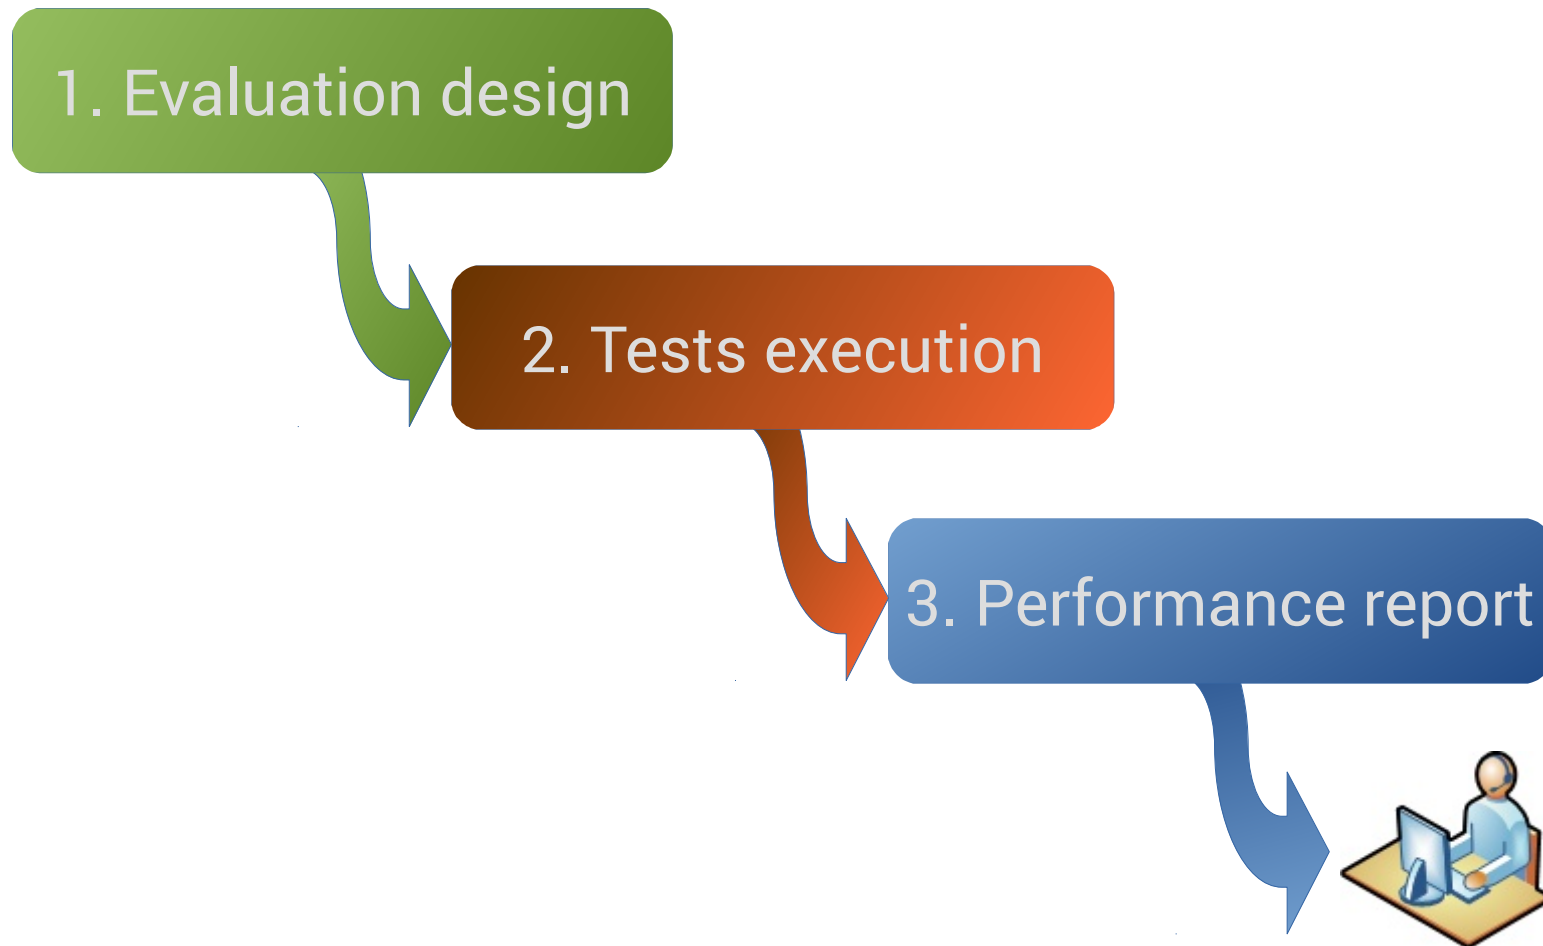 1. Evaluation design
2. Tests execution
3. Performance report